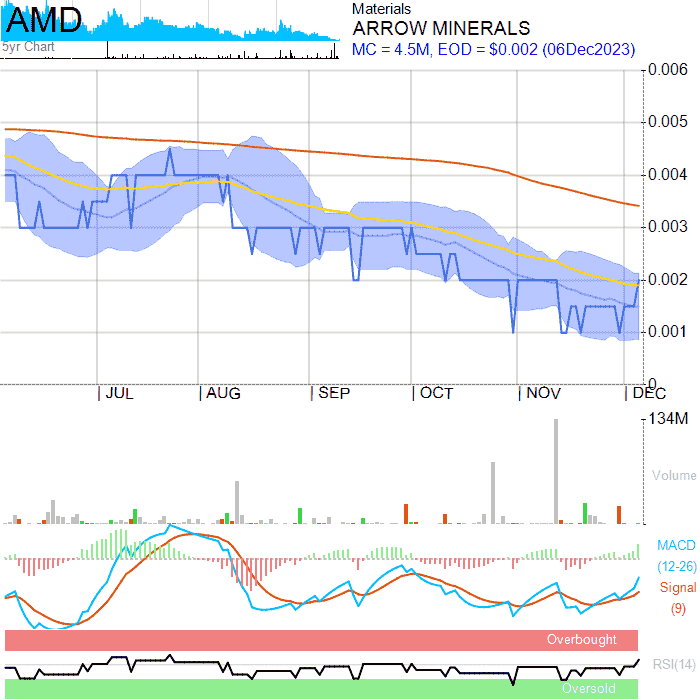 AMD
5yr Chart
Materials
ARROW MINERALS
MC = 4.5M, EOD = $0.002 (06Dec2023)
0.006
0.005
0.004
0.003
0.002
0.001
0
JUL
AUG
SEP
OCT
NOV
DEC
134M
Volume
MACD
(12-26)
Signal
(9)
Overbought
RSI(14)
Oversold